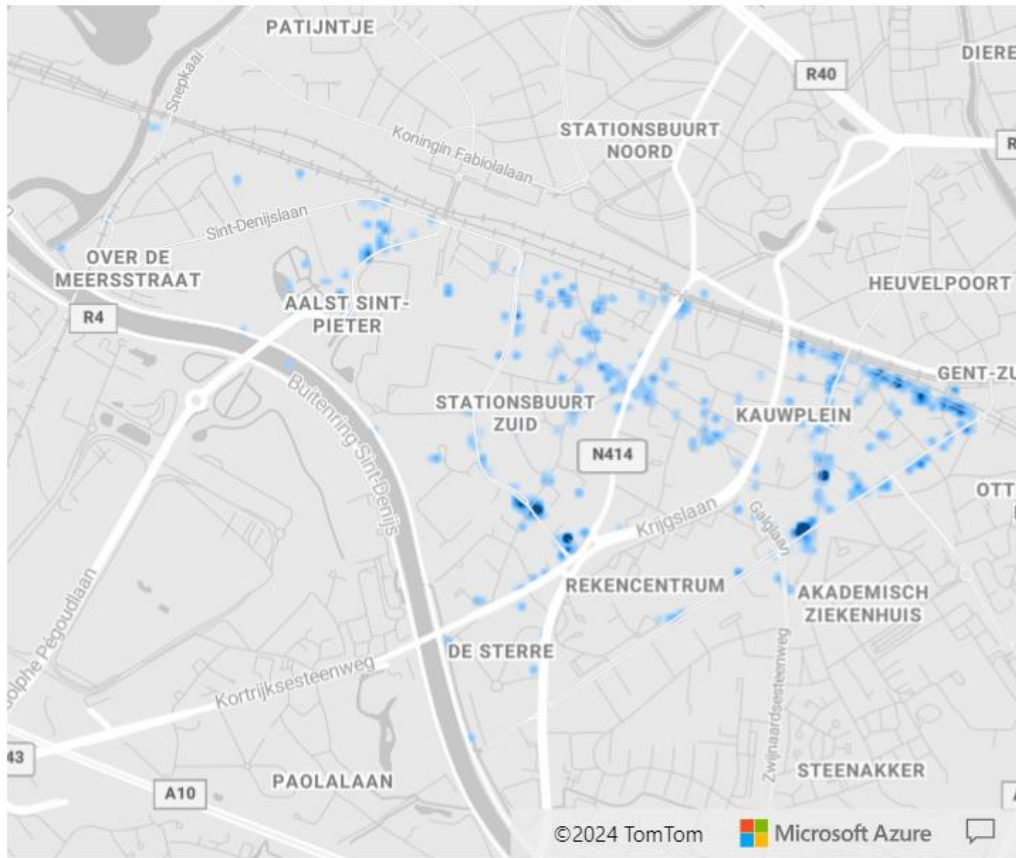 PATIJNTJE
DIERE
R40
Snepkaai
STATIONSBUURT
NOORD
R
Koningin Fabiolalaan
Sint-Denijslaan
OVER DE
MEERSSTRAAT
HEUVELPOORT
R4
AALST SINT-
PIETER
GENT-ZU
Buitenring Sint-Denijs
STATIONSBUURT
ZUID
KAUWPLEIN
N414
OTT
Krijgslaan
Galglaan
REKENCENTRUM
AKADEMISCH
ZIEKENHUIS
dolphe Pégoudlaan
DE STERRE
Kortrijksesteenweg
Zwijnaardsesteenweg
43
PAOLALAAN
STEENAKKER
A10
A
©2024 TomTom
Microsoft Azure